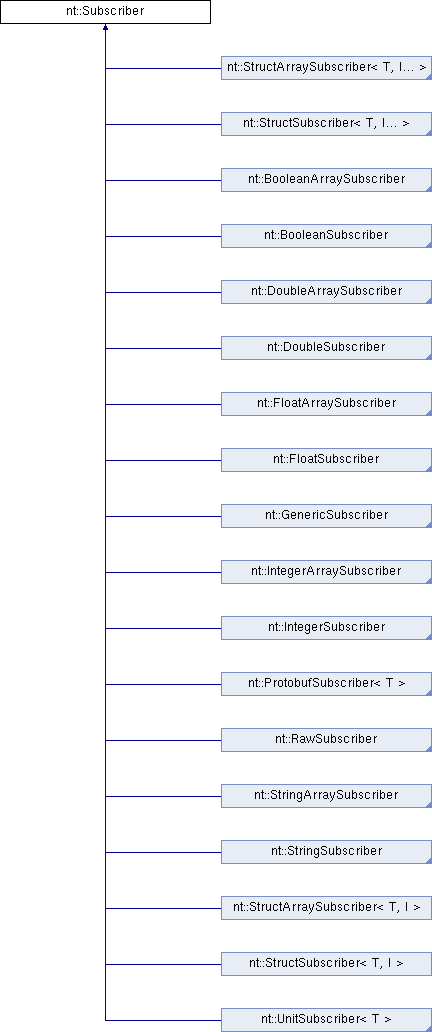 nt::Subscriber
nt::StructArraySubscriber< T, I... >
nt::StructSubscriber< T, I... >
nt::BooleanArraySubscriber
nt::BooleanSubscriber
nt::DoubleArraySubscriber
nt::DoubleSubscriber
nt::FloatArraySubscriber
nt::FloatSubscriber
nt::GenericSubscriber
nt::IntegerArraySubscriber
nt::IntegerSubscriber
nt::ProtobufSubscriber< T >
nt::RawSubscriber
nt::StringArraySubscriber
nt::StringSubscriber
nt::StructArraySubscriber< T, I >
nt::StructSubscriber< T, I >
nt::UnitSubscriber< T >